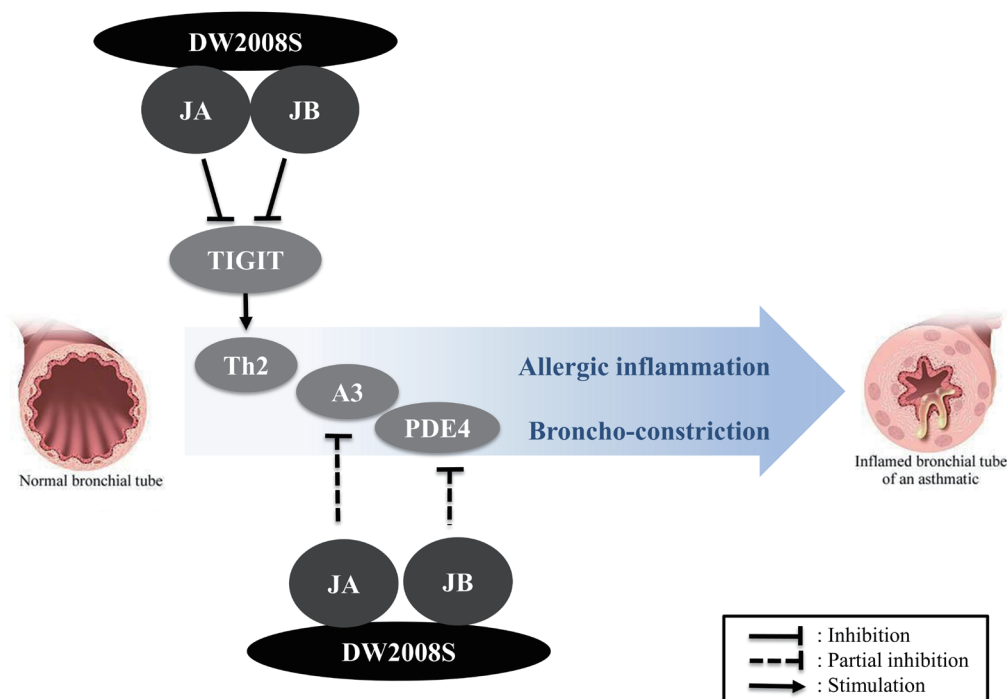 DW2008S
JA
JB
TIGIT
Th2
A3
PDE4
Allergic inflammation
Broncho-constriction
Normal bronchial tube
Inflamed bronchial tube
of an asthmatic
JA
JB
DW2008S
: Inhibition
: Partial inhibition
: Stimulation